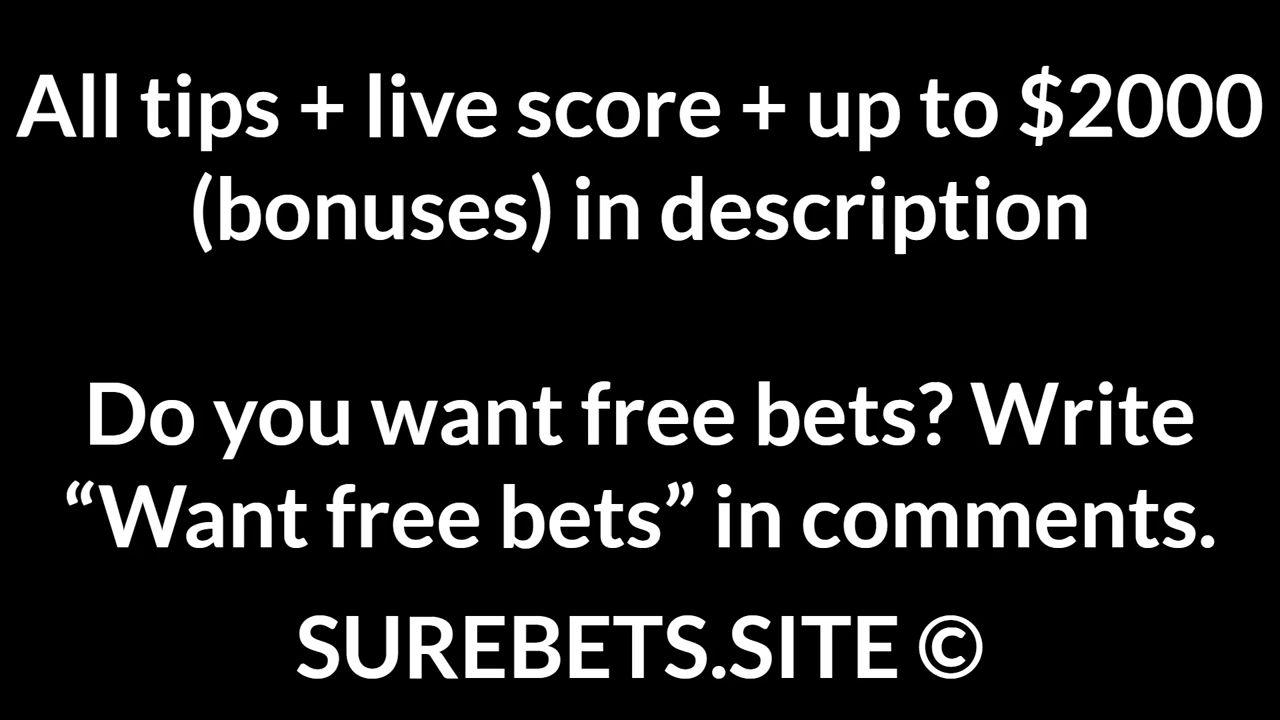 All tips + live score + up to $2000
(bonuses) in description
Do you want free bets? Write
“Want free bets” in comments.
SUREBETS.SITE ©